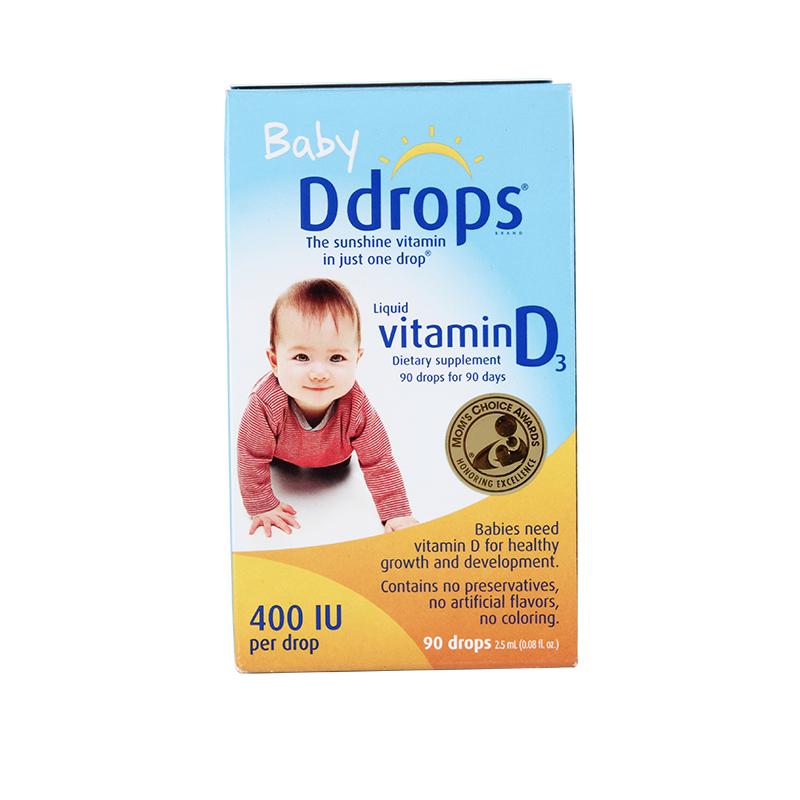 Baby
Ddrops®
BRAND
The sunshine vitamin
in just one drop®
Liquid
vitamin D3
Dietary supplement
90 drops for 90 days
MOM'S CHOICE AWARDS
®
HONORING EXCELLENCE
Babies need
vitamin D for healthy
growth and development.
Contains no preservatives,
no artificial flavors,
no coloring.
400 IU
per drop
90 drops 2.5 mL (0.08 fl. oz.)